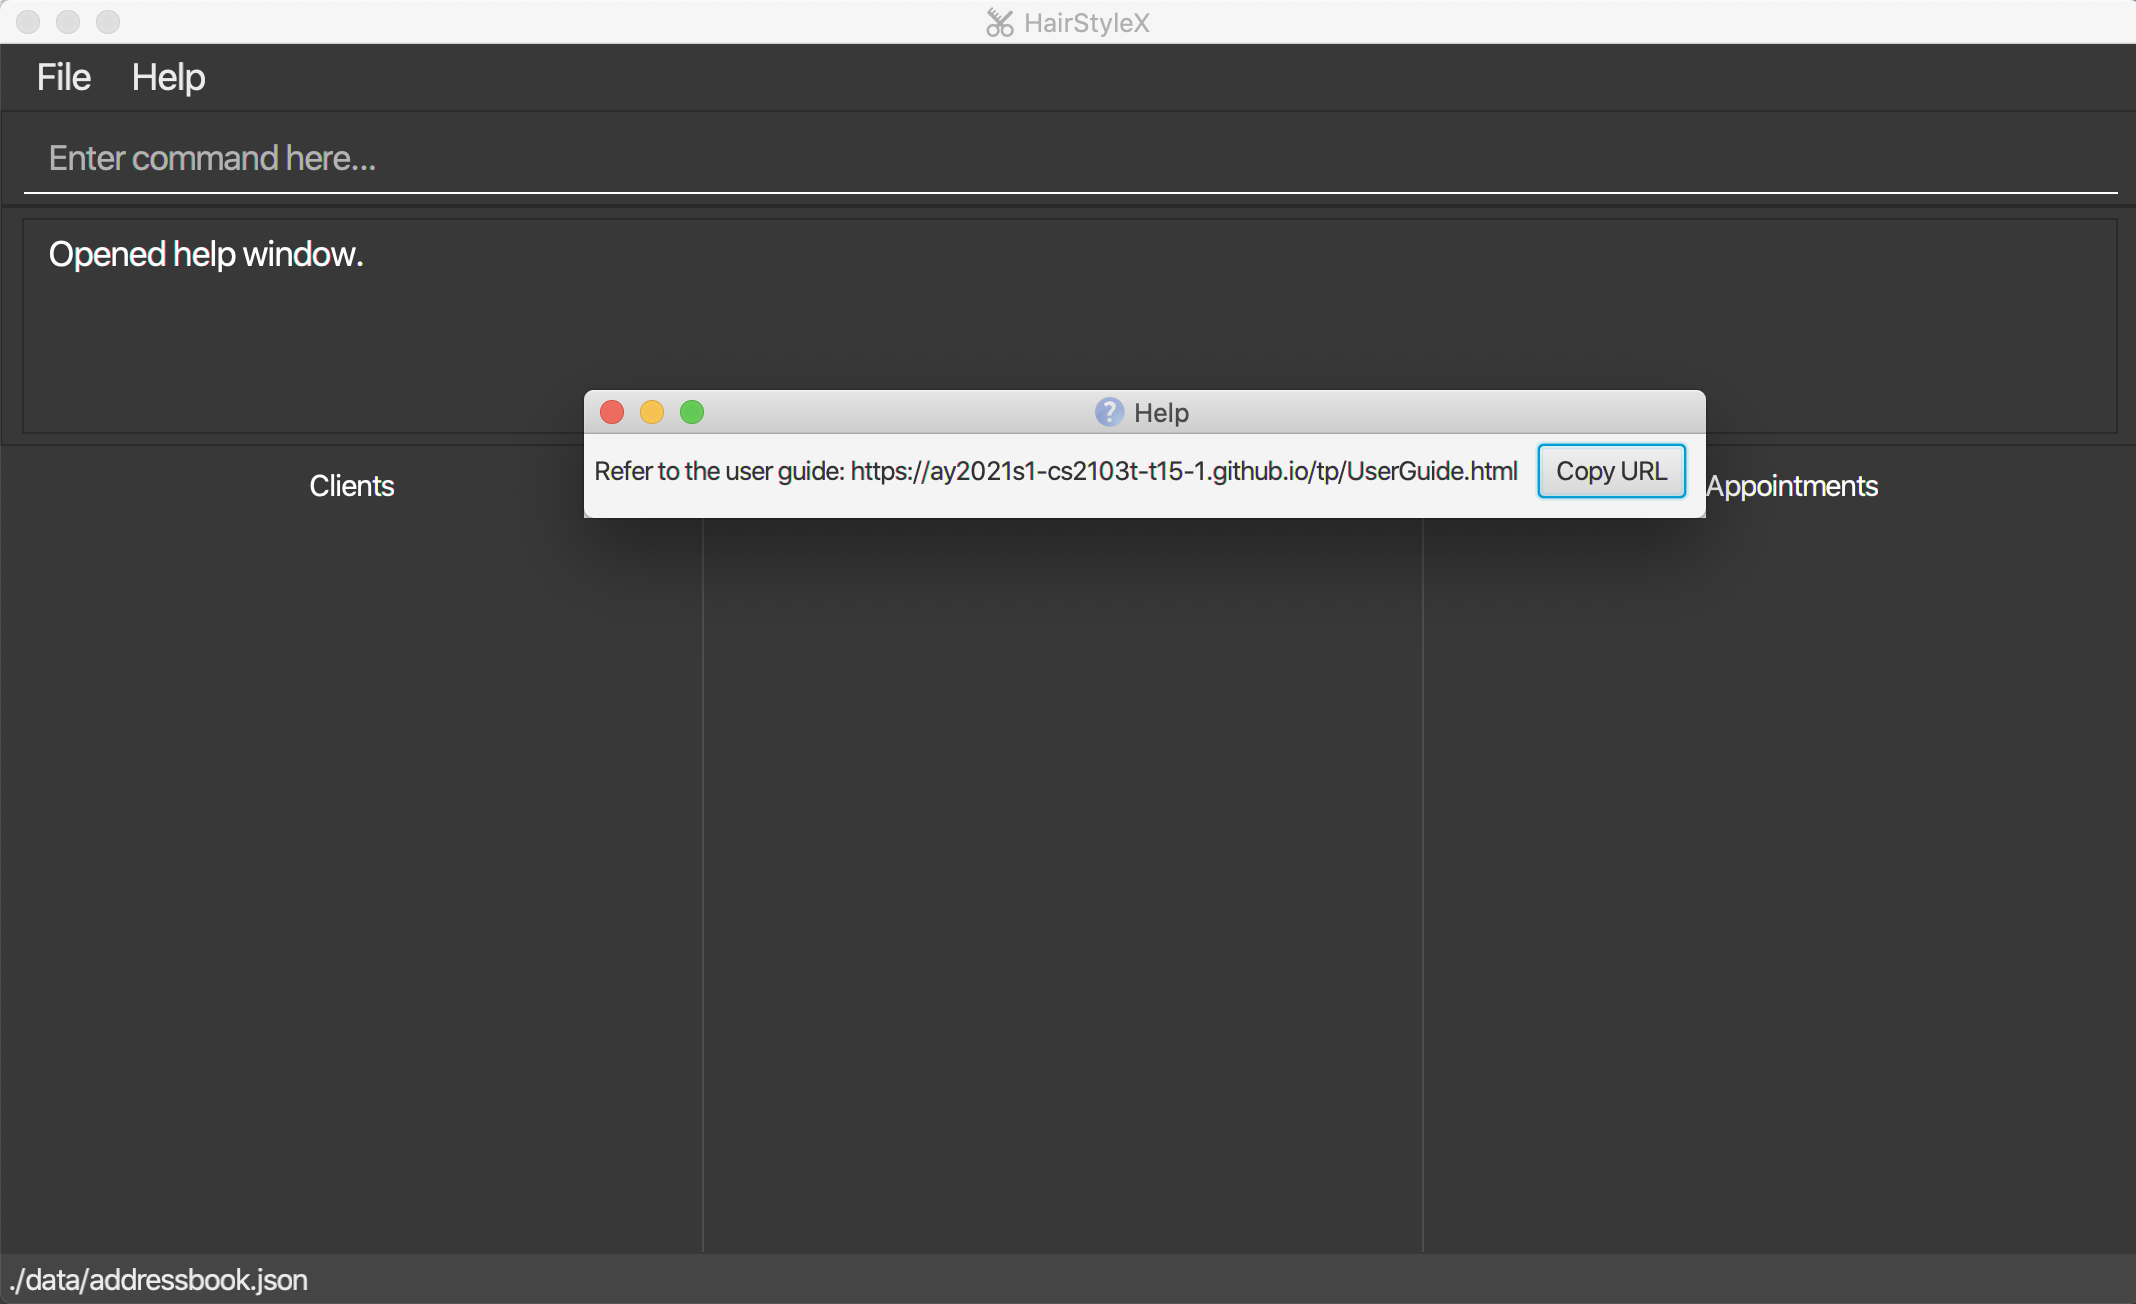 HairStyleX
File Help
Enter command here...
Opened help window.
? Help
Refer to the user guide: https://ay2021s1-cs2103t-t15-1.github.io/tp/UserGuide.html Copy URL
Clients Appointments
./data/addressbook.json